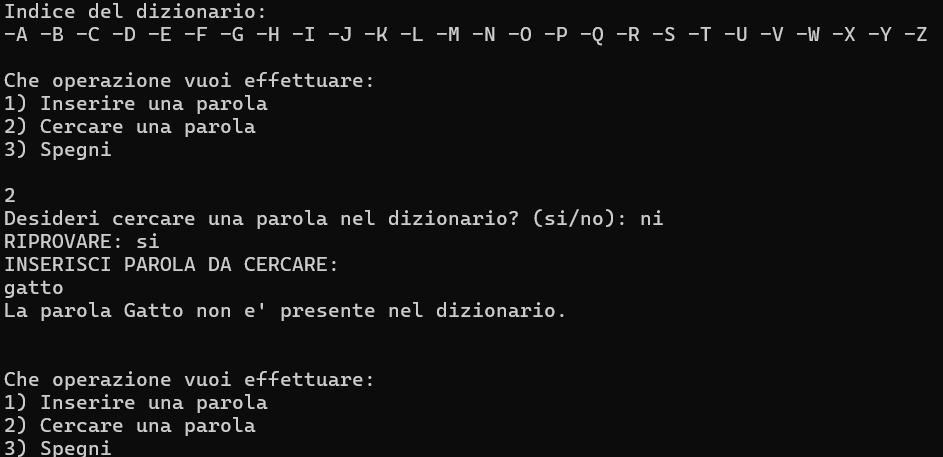 Indice del dizionario:
-A -B -C -D -E -F -G -H -I -J -K -L -M -N -O -P -Q -R -S -T -U -V -W -X -Y -Z
Che operazione vuoi effettuare:
1) Inserire una parola
2) Cercare una parola
3) Spegni
2
Desideri cercare una parola nel dizionario? (si/no): ni
RIPROVARE: si
INSERISCI PAROLA DA CERCARE:
gatto
La parola Gatto non e' presente nel dizionario.
Che operazione vuoi effettuare:
1) Inserire una parola
2) Cercare una parola
3) Spegni